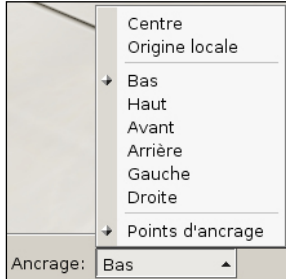 Centre
Origine locale
Bas
Haut
Avant
Arrière
Gauche
Droite
Points d'ancrage
Ancrage: Bas